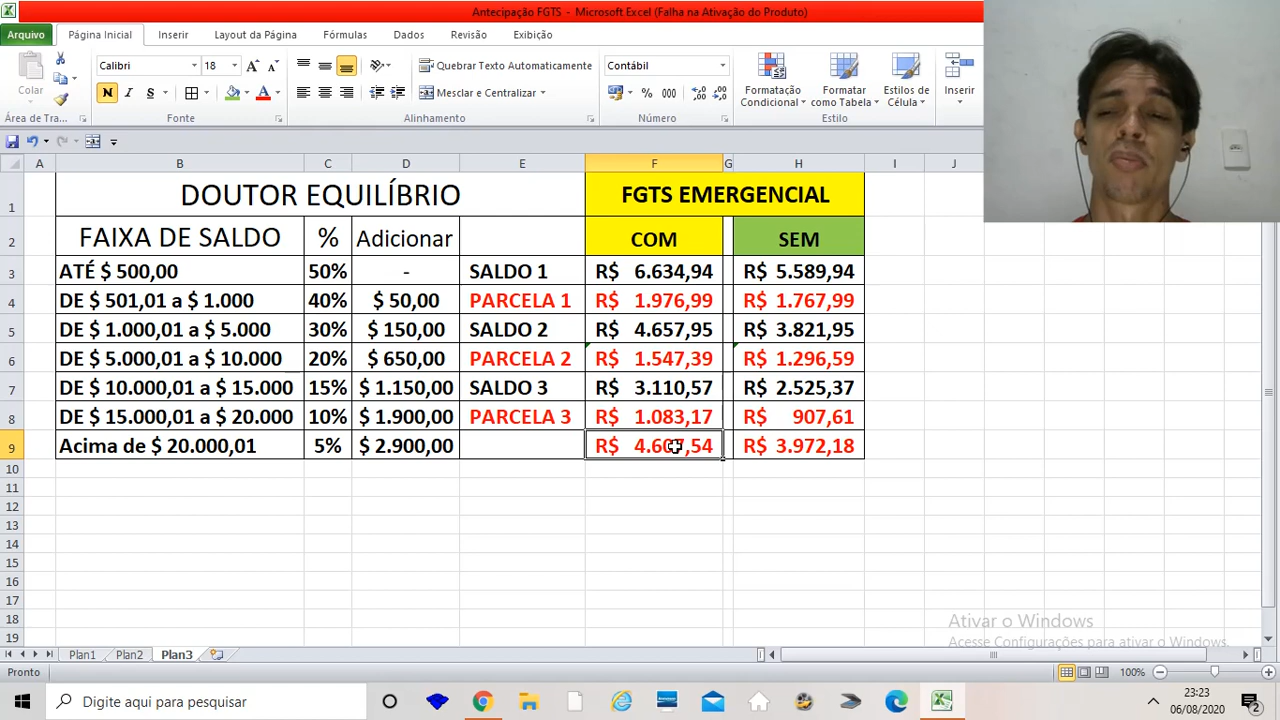 Antecipação FGTS - Microsoft Excel (Falha na Ativação do Produto)
Arquivo Página Inicial Inserir Layout da Página Fórmulas Dados Revisão Exibição
Colar
Calibri 18
N I S
Quebrar Texto Automaticamente
Mesclar e Centralizar
Contábil
% 000
Formatação Condicional
Formatar como Tabela
Estilos de Célula
Inserir
Área de Tra... Fonte Alinhamento Número Estilo
A B C D E F G H I J
1 DOUTOR EQUILÍBRIO FGTS EMERGENCIAL
2 FAIXA DE SALDO % Adicionar COM SEM
3 ATÉ $ 500,00 50% - SALDO 1 R$ 6.634,94 R$ 5.589,94
4 DE $ 501,01 a $ 1.000 40% $ 50,00 PARCELA 1 R$ 1.976,99 R$ 1.767,99
5 DE $ 1.000,01 a $ 5.000 30% $ 150,00 SALDO 2 R$ 4.657,95 R$ 3.821,95
6 DE $ 5.000,01 a $ 10.000 20% $ 650,00 PARCELA 2 R$ 1.547,39 R$ 1.296,59
7 DE $ 10.000,01 a $ 15.000 15% $ 1.150,00 SALDO 3 R$ 3.110,57 R$ 2.525,37
8 DE $ 15.000,01 a $ 20.000 10% $ 1.900,00 PARCELA 3 R$ 1.083,17 R$ 907,61
9 Acima de $ 20.000,01 5% $ 2.900,00 R$ 4.607,54 R$ 3.972,18
10
11
12
13
14
15
16
17
18
19
Ativar o Windows
Acesse Configurações para ativar o Windows.
Plan1 Plan2 Plan3
Pronto 100%
Digite aqui para pesquisar
23:23
06/08/2020
2